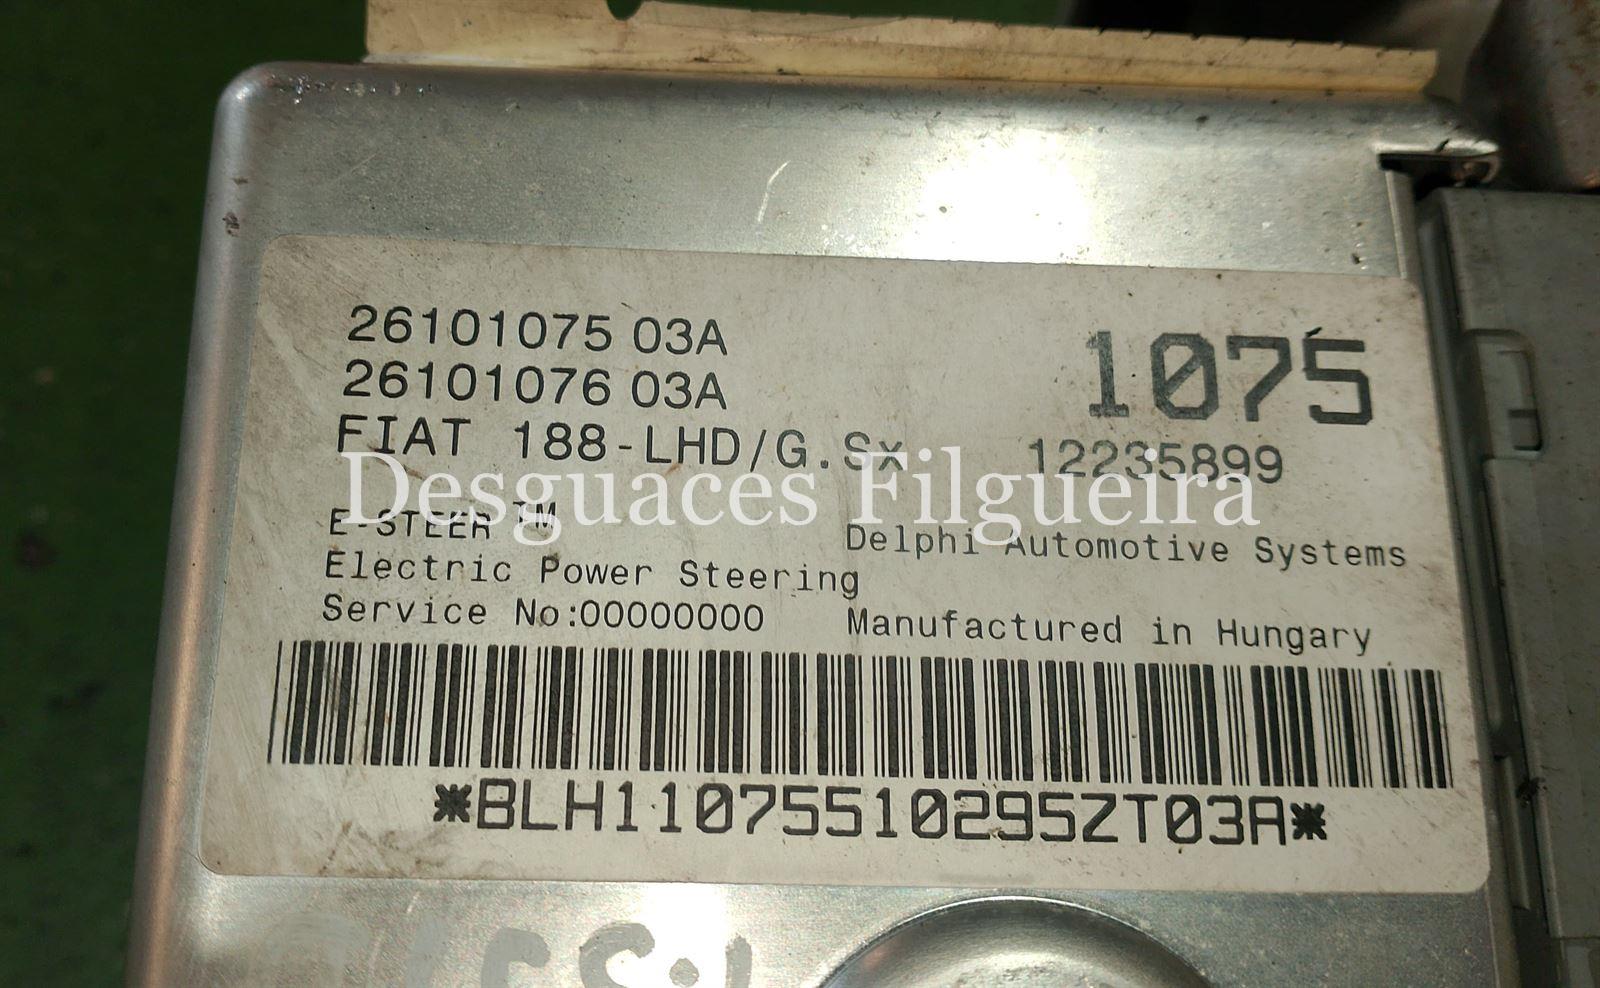 26101075 03A
26101076 03A
1075
FIAT 188-LHD/G.Sx 12235899
Desguaces Filgueira
E-STEER TM
Delphi Automotive Systems
Electric Power Steering
Service No:00000000
Manufactured in Hungary
*BLH1107551029SZT03A*